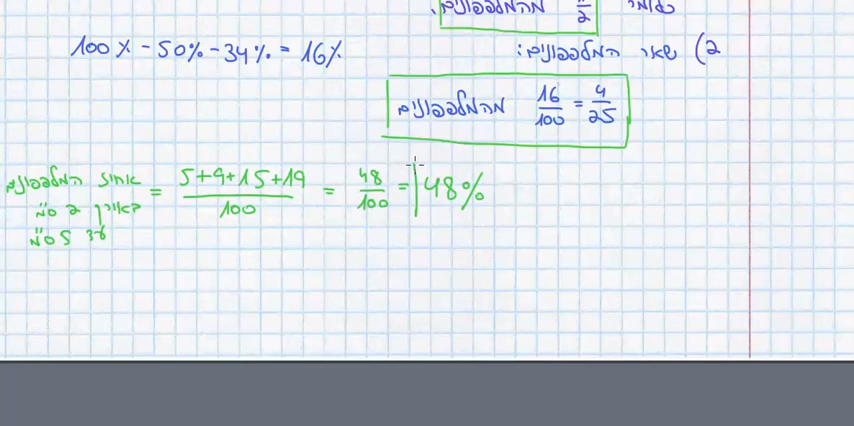 כלומר 1/2 מהמלפפונים.
2) שאר המלפפונים:
100% - 50% - 34% = 16%
16/100 = 4/25 מהמלפפונים
אחוז המלפפונים באורך 2 ס"מ עד 5 ס"מ = (5+9+15+19)/100 = 48/100 = 48%